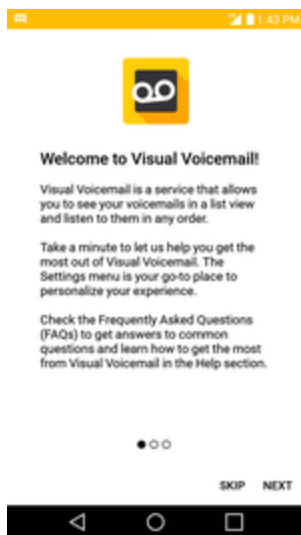 1:43 PM
Welcome to Visual Voicemail!
Visual Voicemail is a service that allows
you to see your voicemails in a list view
and listen to them in any order.
Take a minute to let us help you get the
most out of Visual Voicemail. The
Settings menu is your go-to place to
personalize your experience.
Check the Frequently Asked Questions
(FAQs) to get answers to common
questions and learn how to get the most
from Visual Voicemail in the Help section.
SKIP NEXT